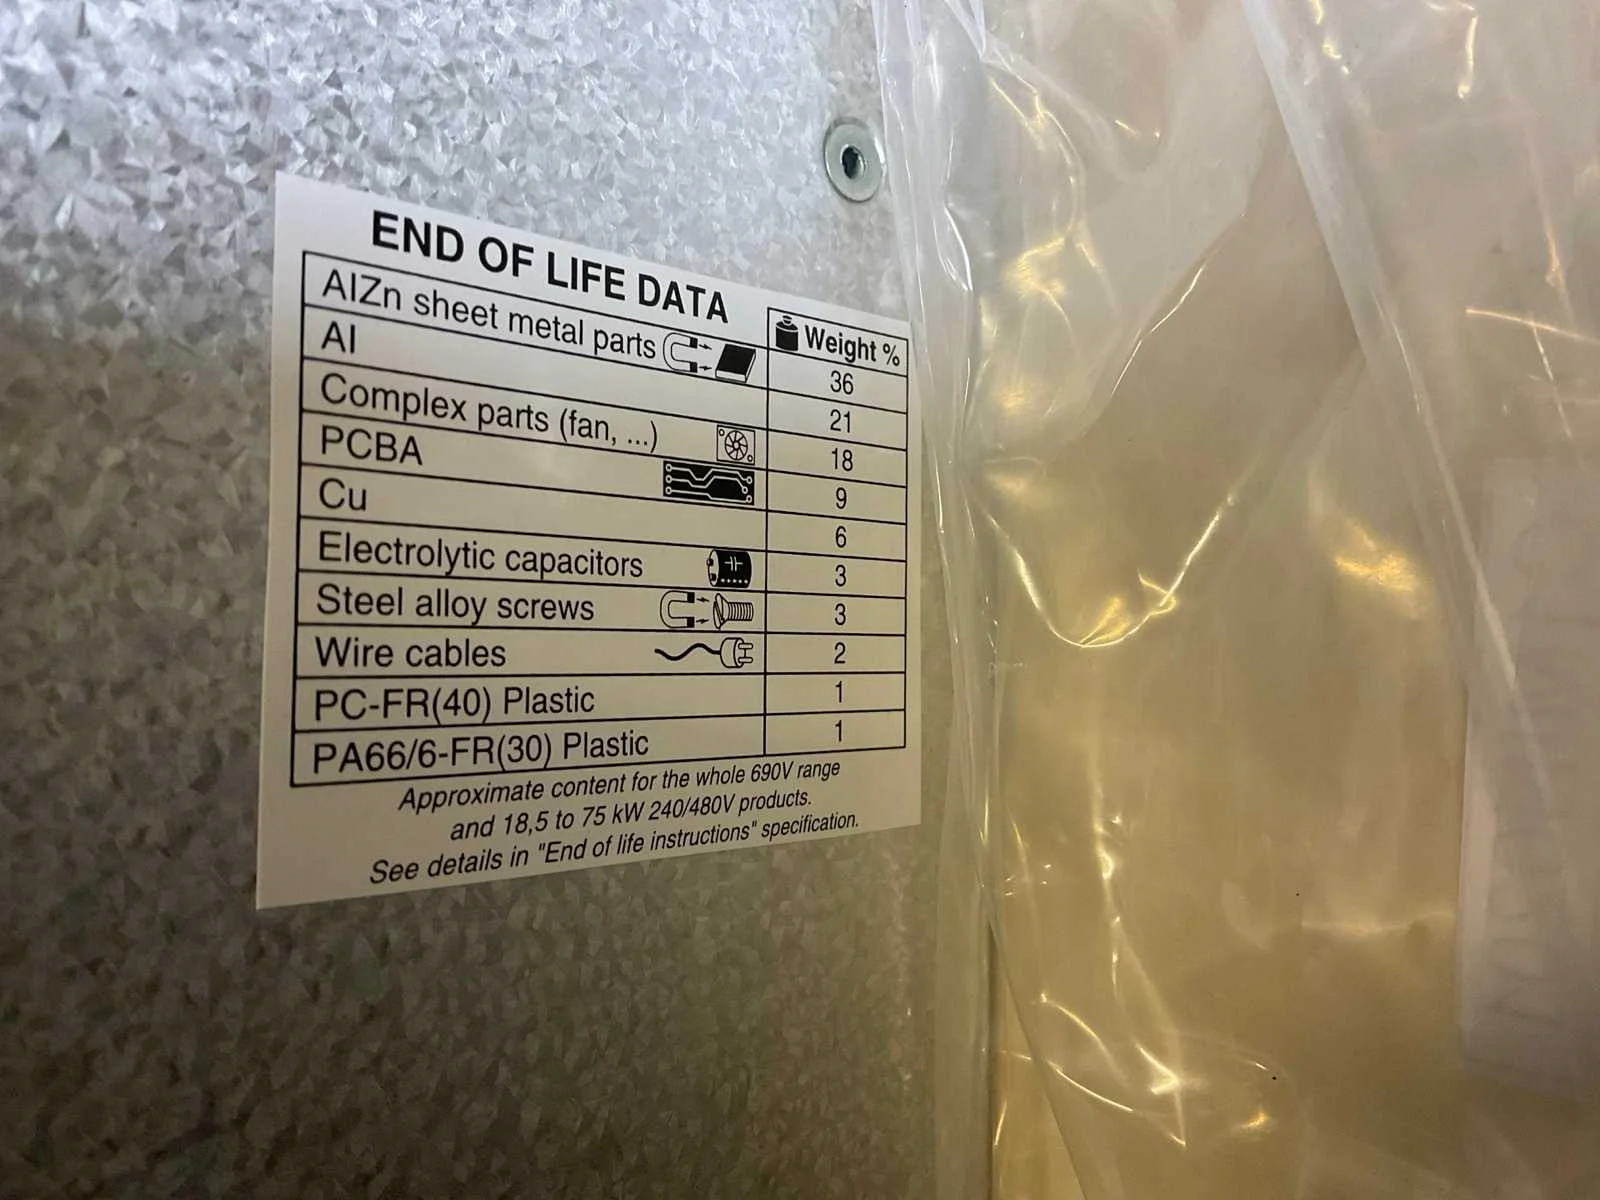 END OF LIFE DATA
Weight %
AlZn sheet metal parts 36
Al 21
Complex parts (fan, ...) 18
PCBA 9
Cu 6
Electrolytic capacitors 3
Steel alloy screws 3
Wire cables 2
PC-FR(40) Plastic 1
PA66/6-FR(30) Plastic 1
Approximate content for the whole 690V range
and 18,5 to 75 kW 240/480V products.
See details in "End of life instructions" specification.